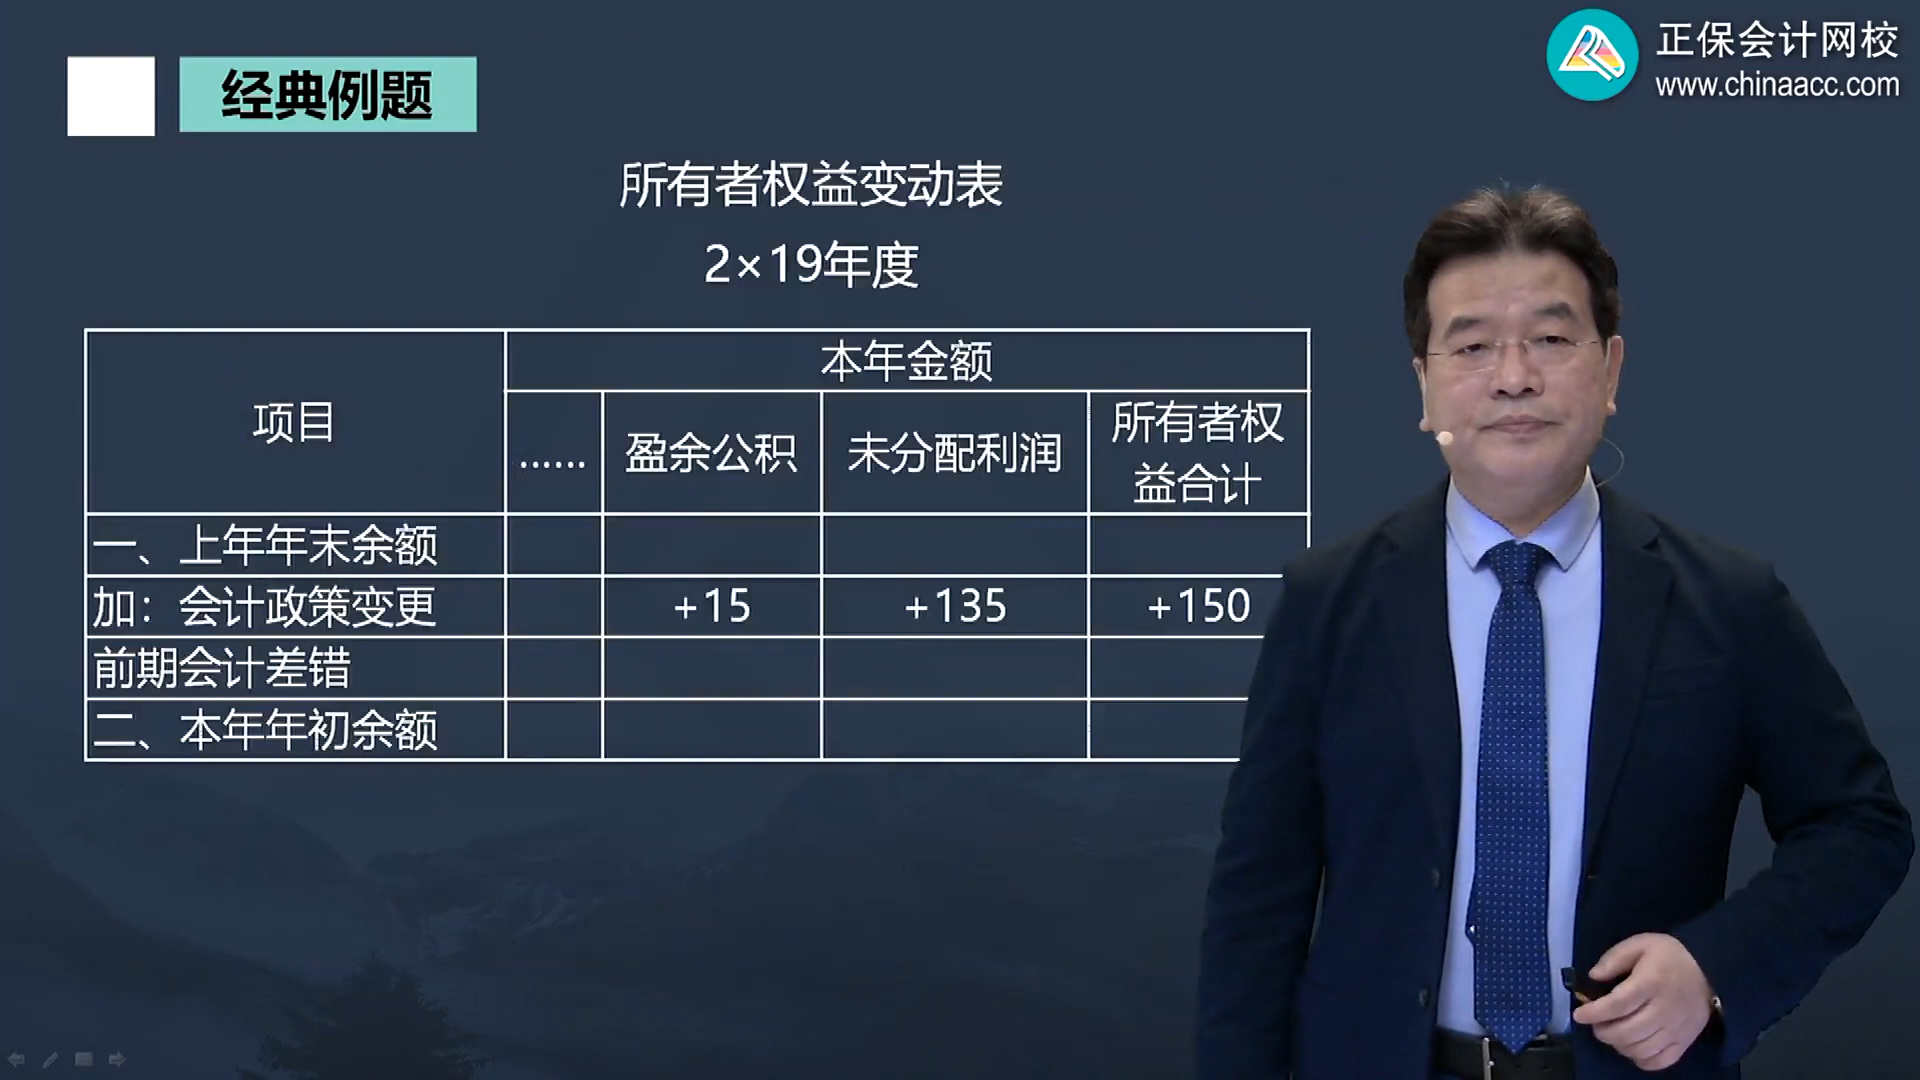 正保会计网校
www.chinaacc.com
经典例题
所有者权益变动表
2×19年度
项目
本年金额
……
盈余公积
未分配利润
所有者权
益合计
一、上年年末余额
加：会计政策变更
+15
+135
+150
前期会计差错
二、本年年初余额